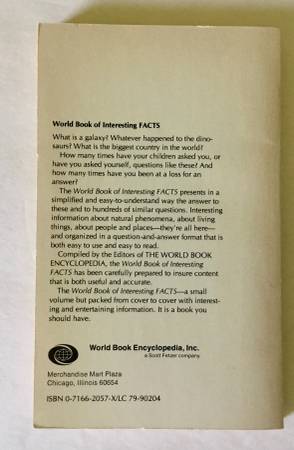 World Book of Interesting FACTS
What is a galaxy? Whatever happened to the dino-
saurs? What is the biggest country in the world?
How many times have your children asked you, or
have you asked yourself, questions like these? And
how many times have you been at a loss for an
answer?
The World Book of Interesting FACTS presents in a
simplified and easy-to-understand way the answer to
these and to hundreds of similar questions. Interesting
information about natural phenomena, about living
things, about people and places—they're all here—
and organized in a question-and-answer format that is
both easy to use and easy to read.
Compiled by the Editors of THE WORLD BOOK
ENCYCLOPEDIA, the World Book of Interesting
FACTS has been carefully prepared to insure content
that is both useful and accurate.
The World Book of Interesting FACTS—a small
volume but packed from cover to cover with interest-
ing and entertaining information. It is a book you
should have.
World Book Encyclopedia, Inc.
a Scott Fetzer company
Merchandise Mart Plaza
Chicago, Illinois 60654
ISBN 0-7166-2057-X/LC 79-90204